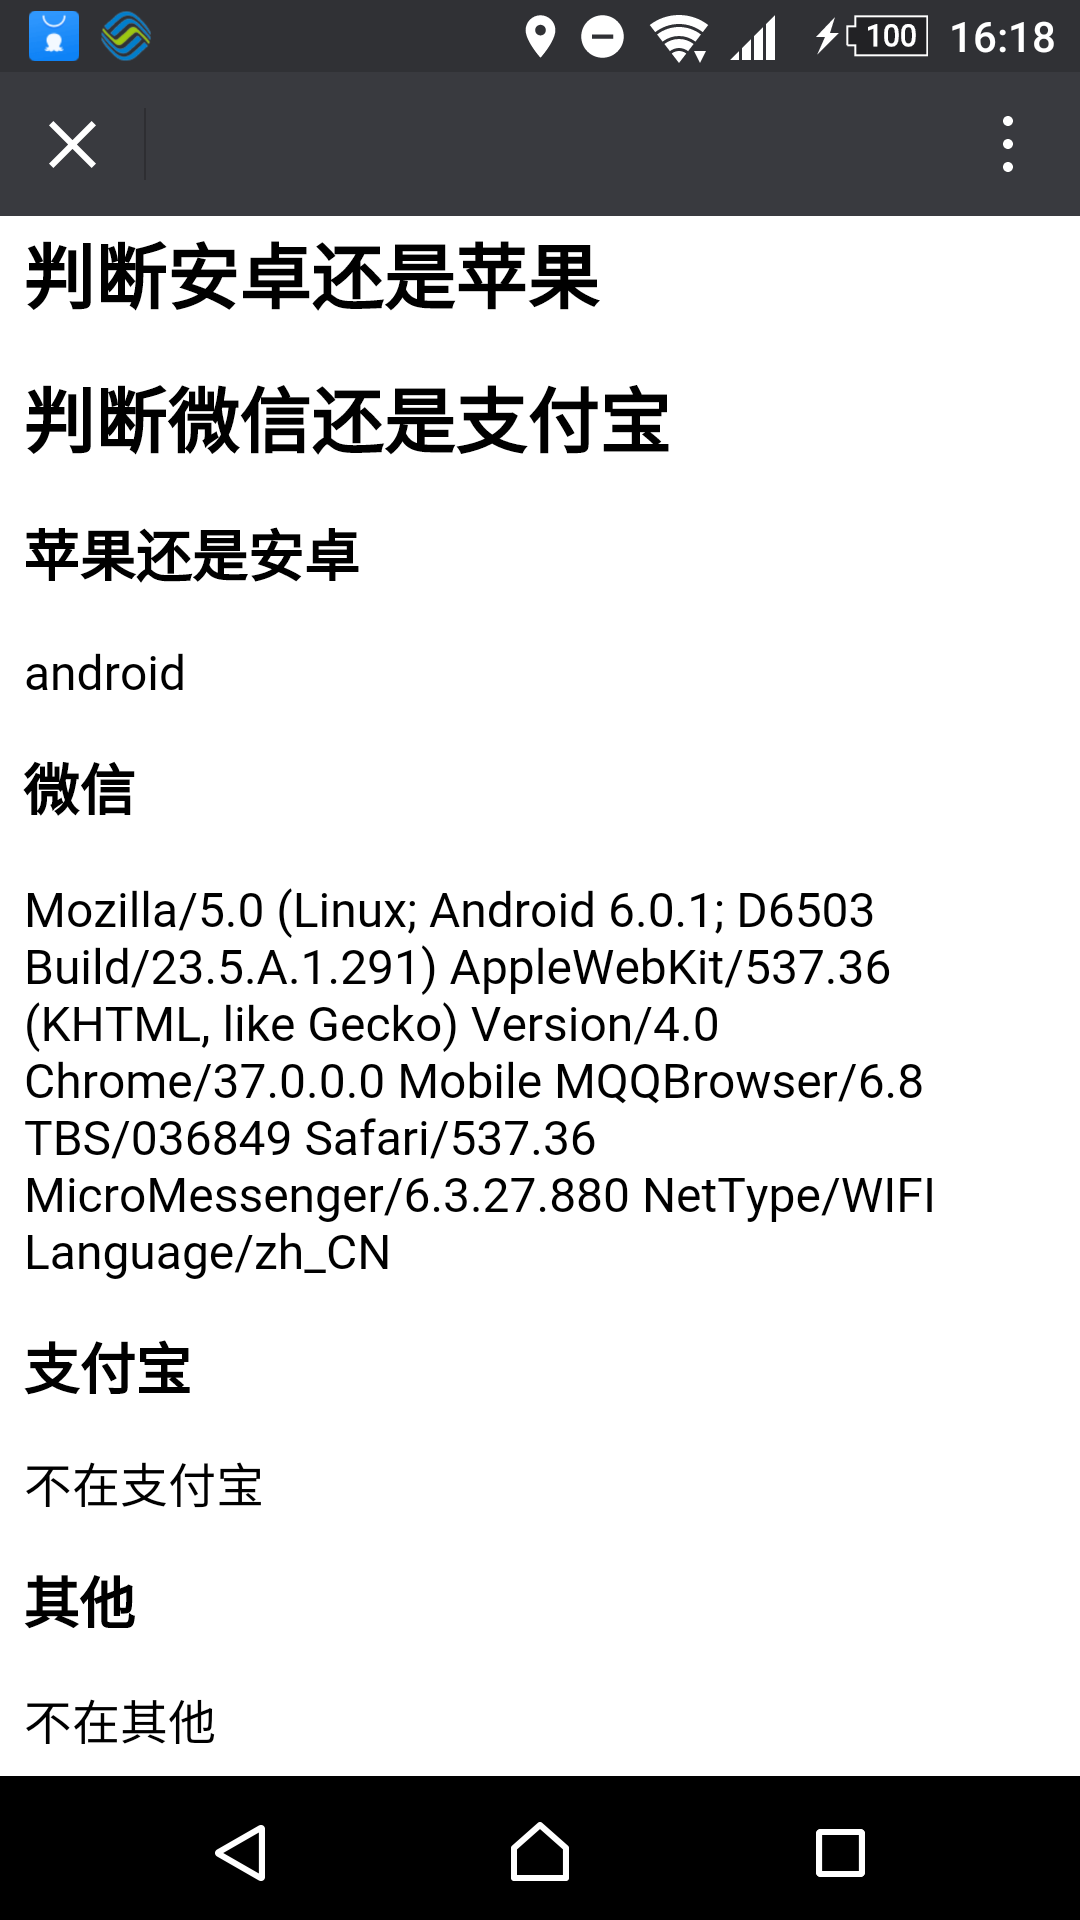 100 16:18
判断安卓还是苹果
判断微信还是支付宝
苹果还是安卓
android
微信
Mozilla/5.0 (Linux; Android 6.0.1; D6503
Build/23.5.A.1.291) AppleWebKit/537.36
(KHTML, like Gecko) Version/4.0
Chrome/37.0.0.0 Mobile MQQBrowser/6.8
TBS/036849 Safari/537.36
MicroMessenger/6.3.27.880 NetType/WIFI
Language/zh_CN
支付宝
不在支付宝
其他
不在其他